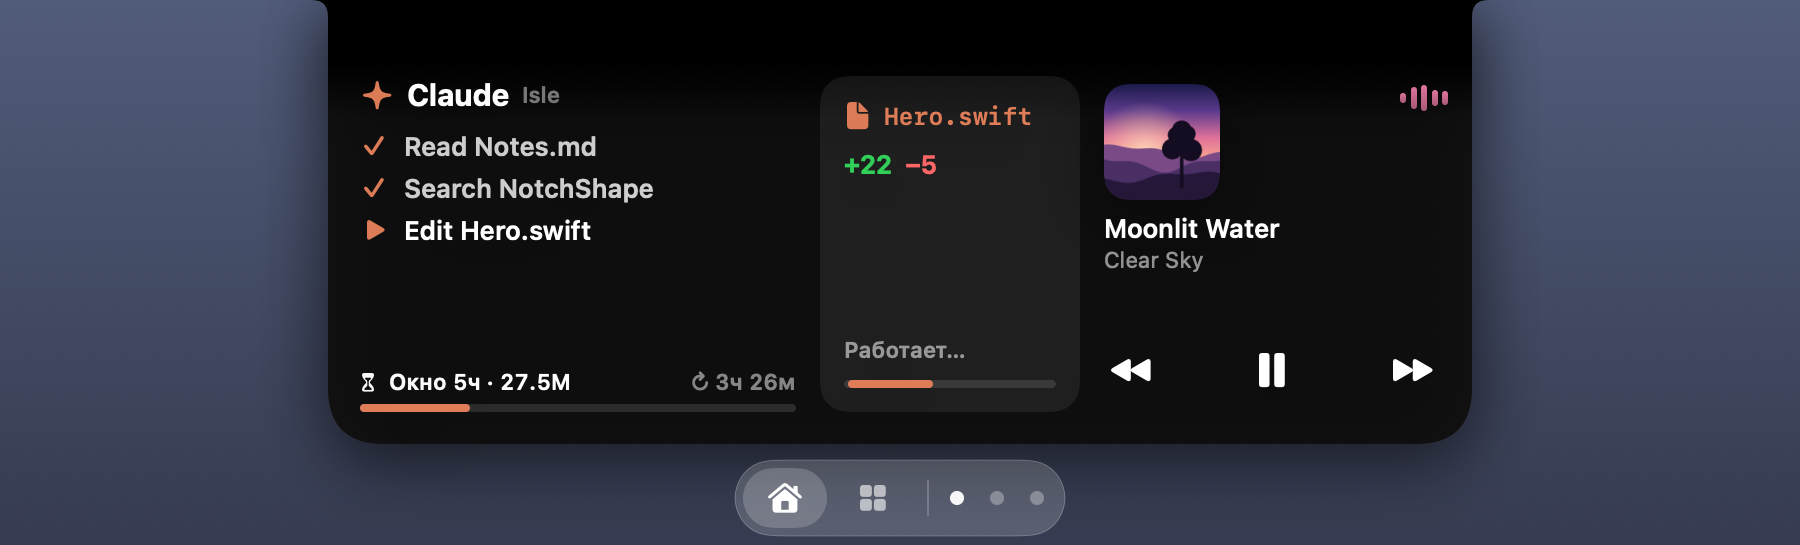 Claude Isle
Read Notes.md
Search NotchShape
Edit Hero.swift
Окно 5ч · 27.5M
3ч 26м
Hero.swift
+22 −5
Работает...
Moonlit Water
Clear Sky